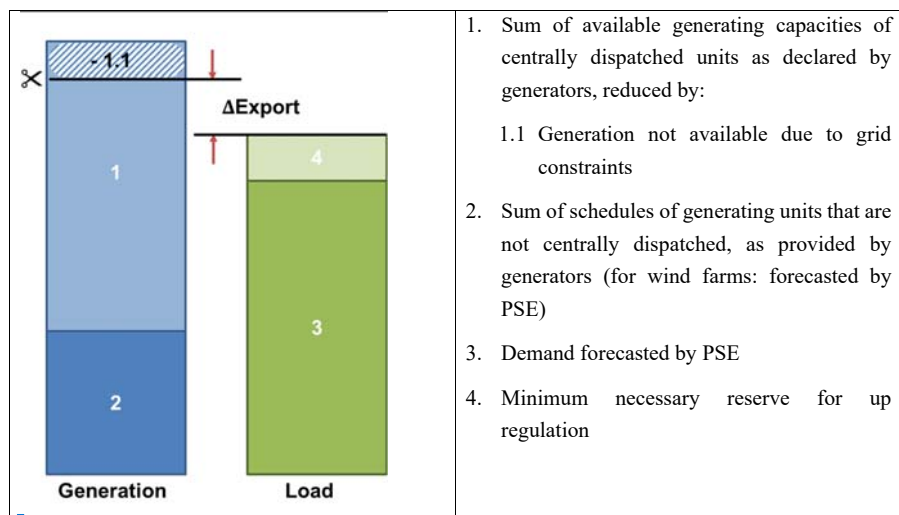 - 1.1
ΔExport
1
4
3
2
Generation
Load
1. Sum of available generating capacities of
centrally dispatched units as declared by
generators, reduced by:
1.1 Generation not available due to grid
constraints
2. Sum of schedules of generating units that are
not centrally dispatched, as provided by
generators (for wind farms: forecasted by
PSE)
3. Demand forecasted by PSE
4. Minimum necessary reserve for up
regulation